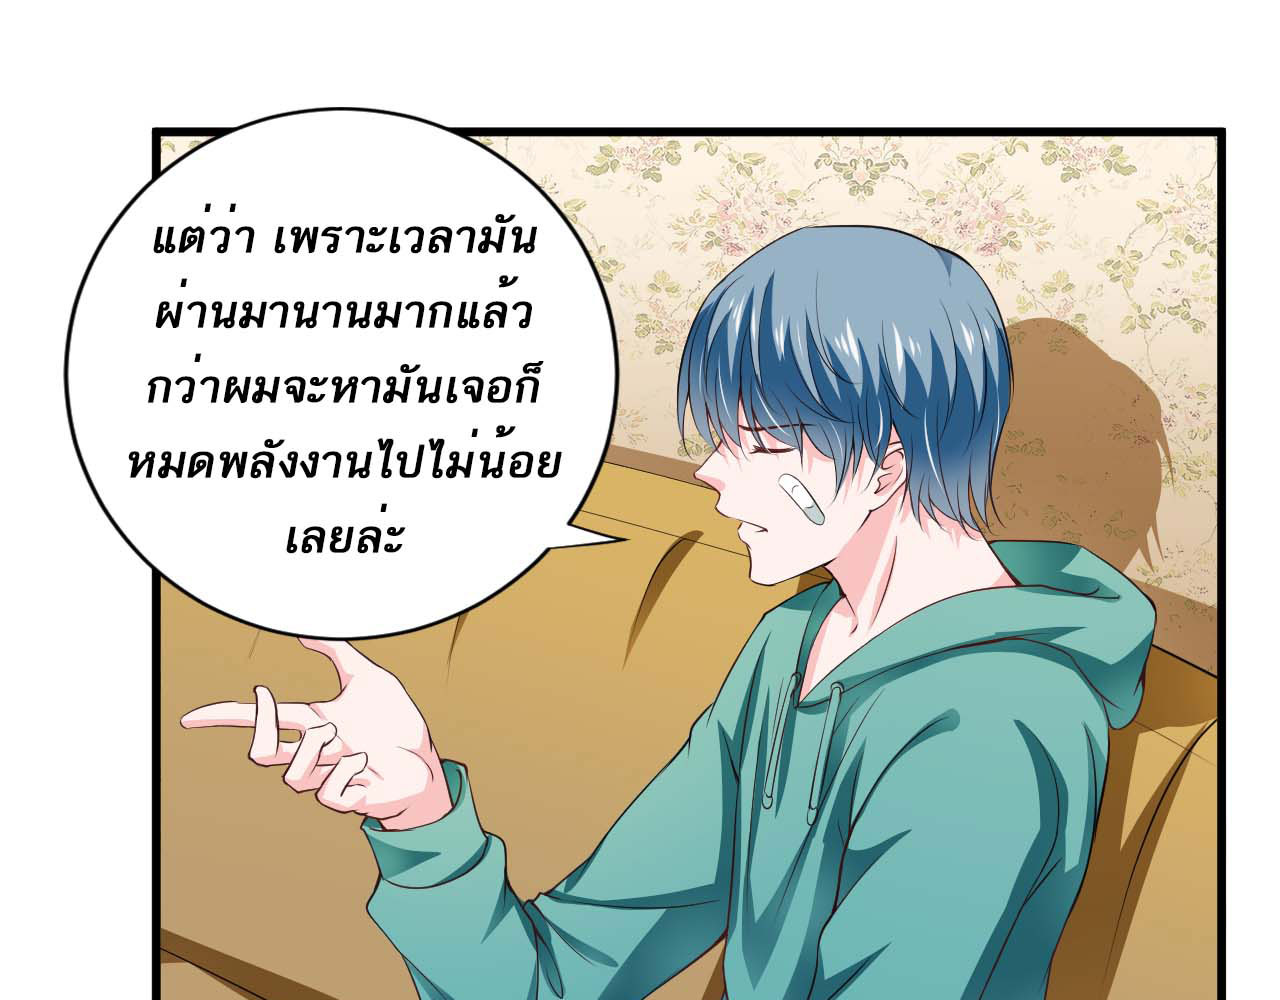 แต่ว่า เพราะเวลามัน
ผ่านมานานมากแล้ว
กว่าผมจะหามันเจอก็
หมดพลังงานไปไม่น้อย
เลยล่ะ